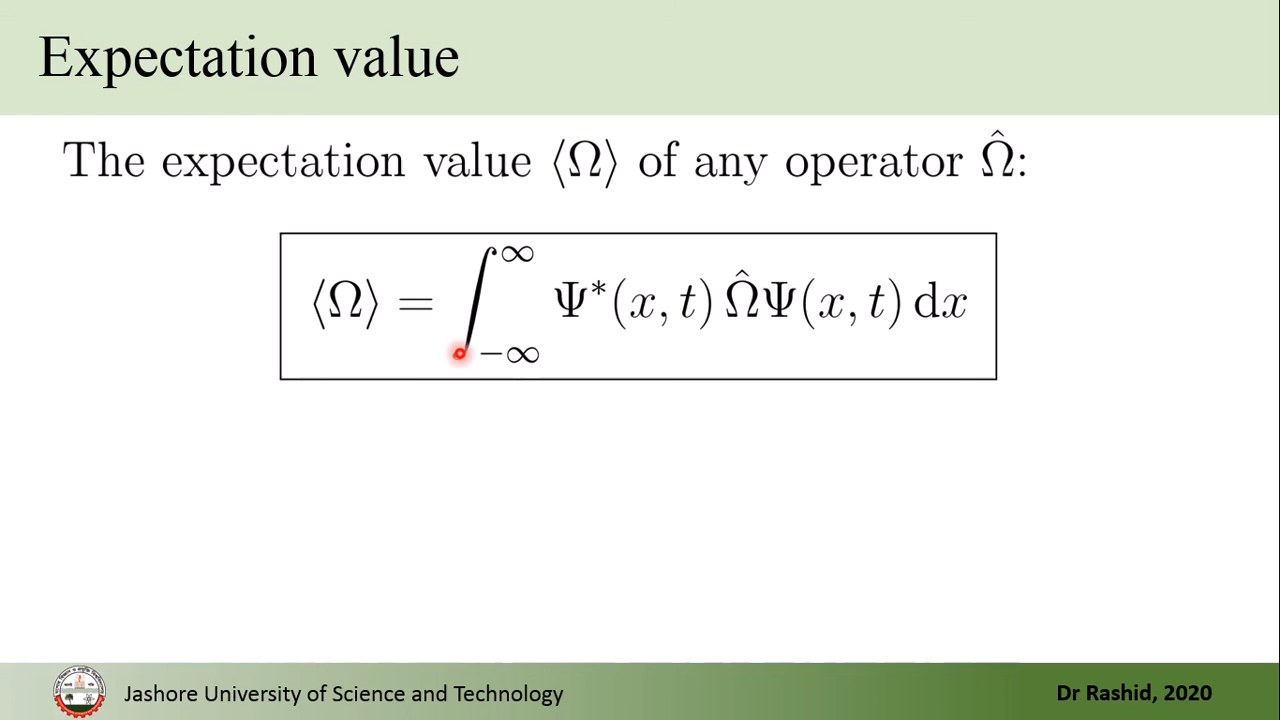 Expectation value
The expectation value ⟨Ω⟩ of any operator Ω̂:
⟨Ω⟩ = ∫_{-∞}^{∞} Ψ*(x, t) Ω̂Ψ(x, t) dx
Jashore University of Science and Technology
Dr Rashid, 2020